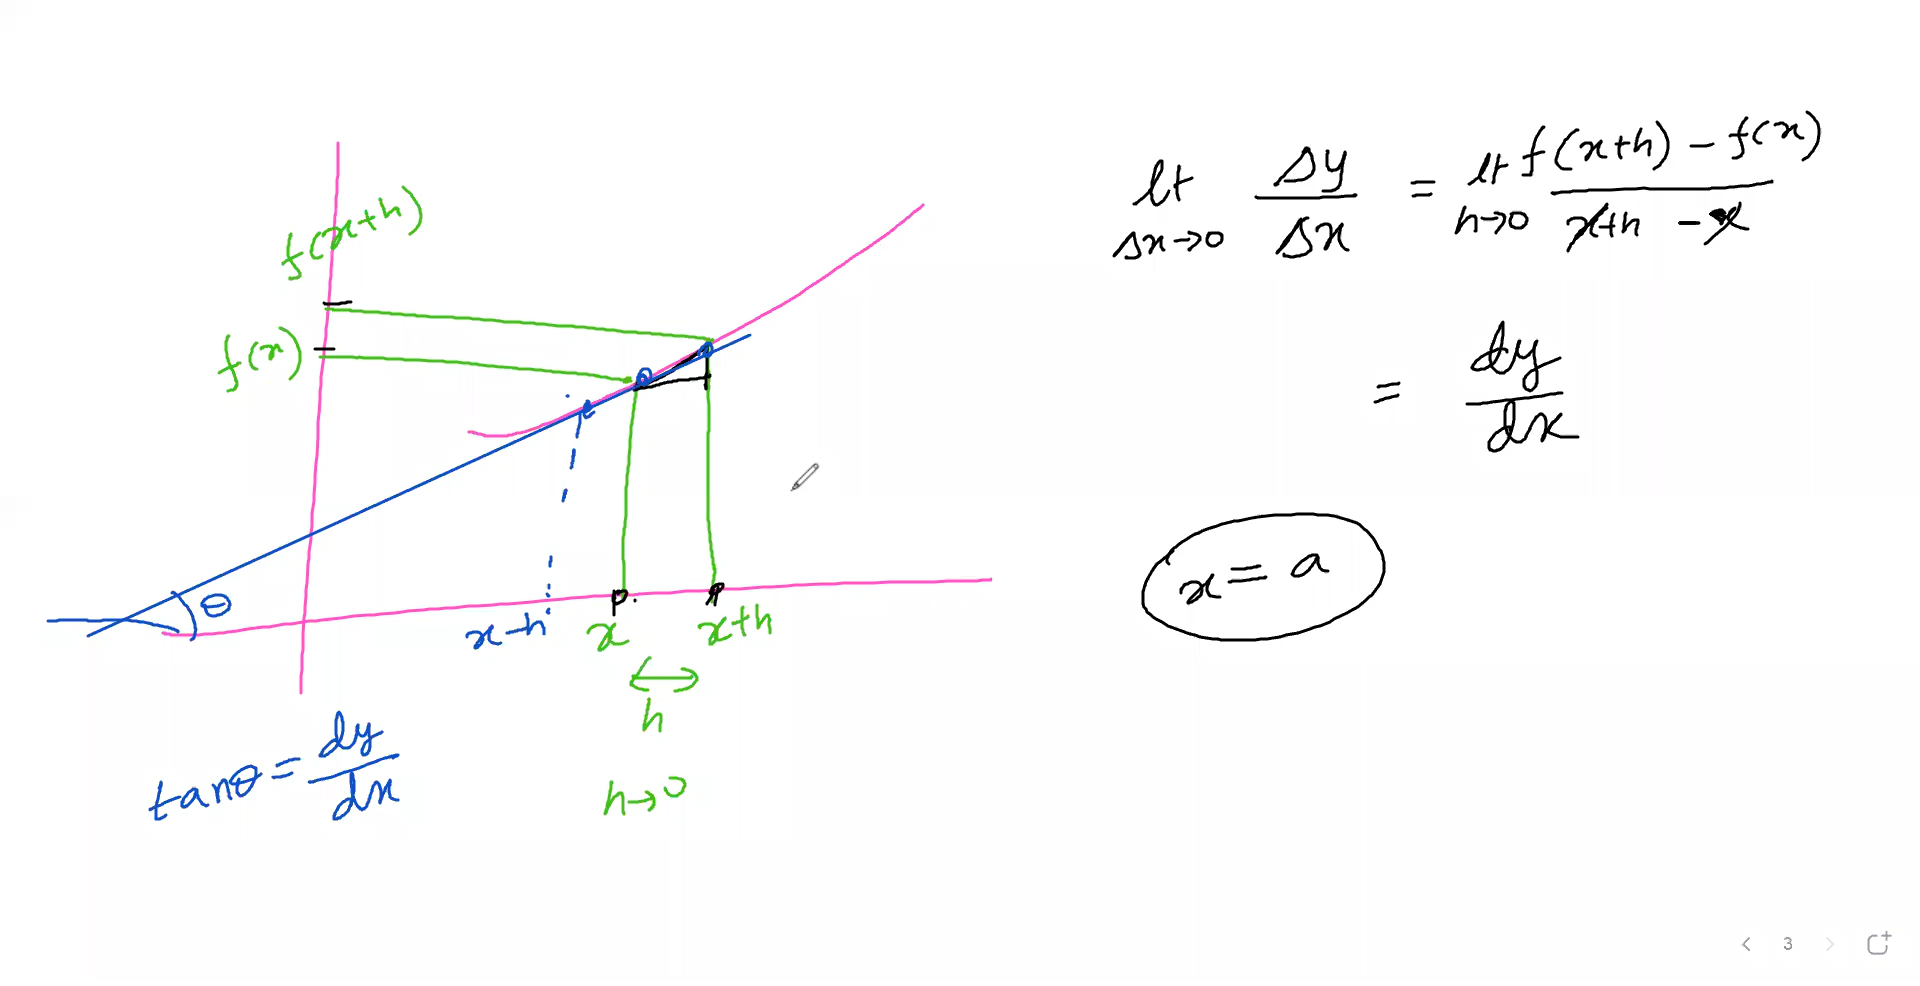 f(x+h)
f(x)
θ
x-h x x+h
h
h→0
tanθ = dy/dx
lt Δx→0 Δy/Δx = lt h→0 f(x+h) - f(x) / x+h - x
= dy/dx
x = a
3